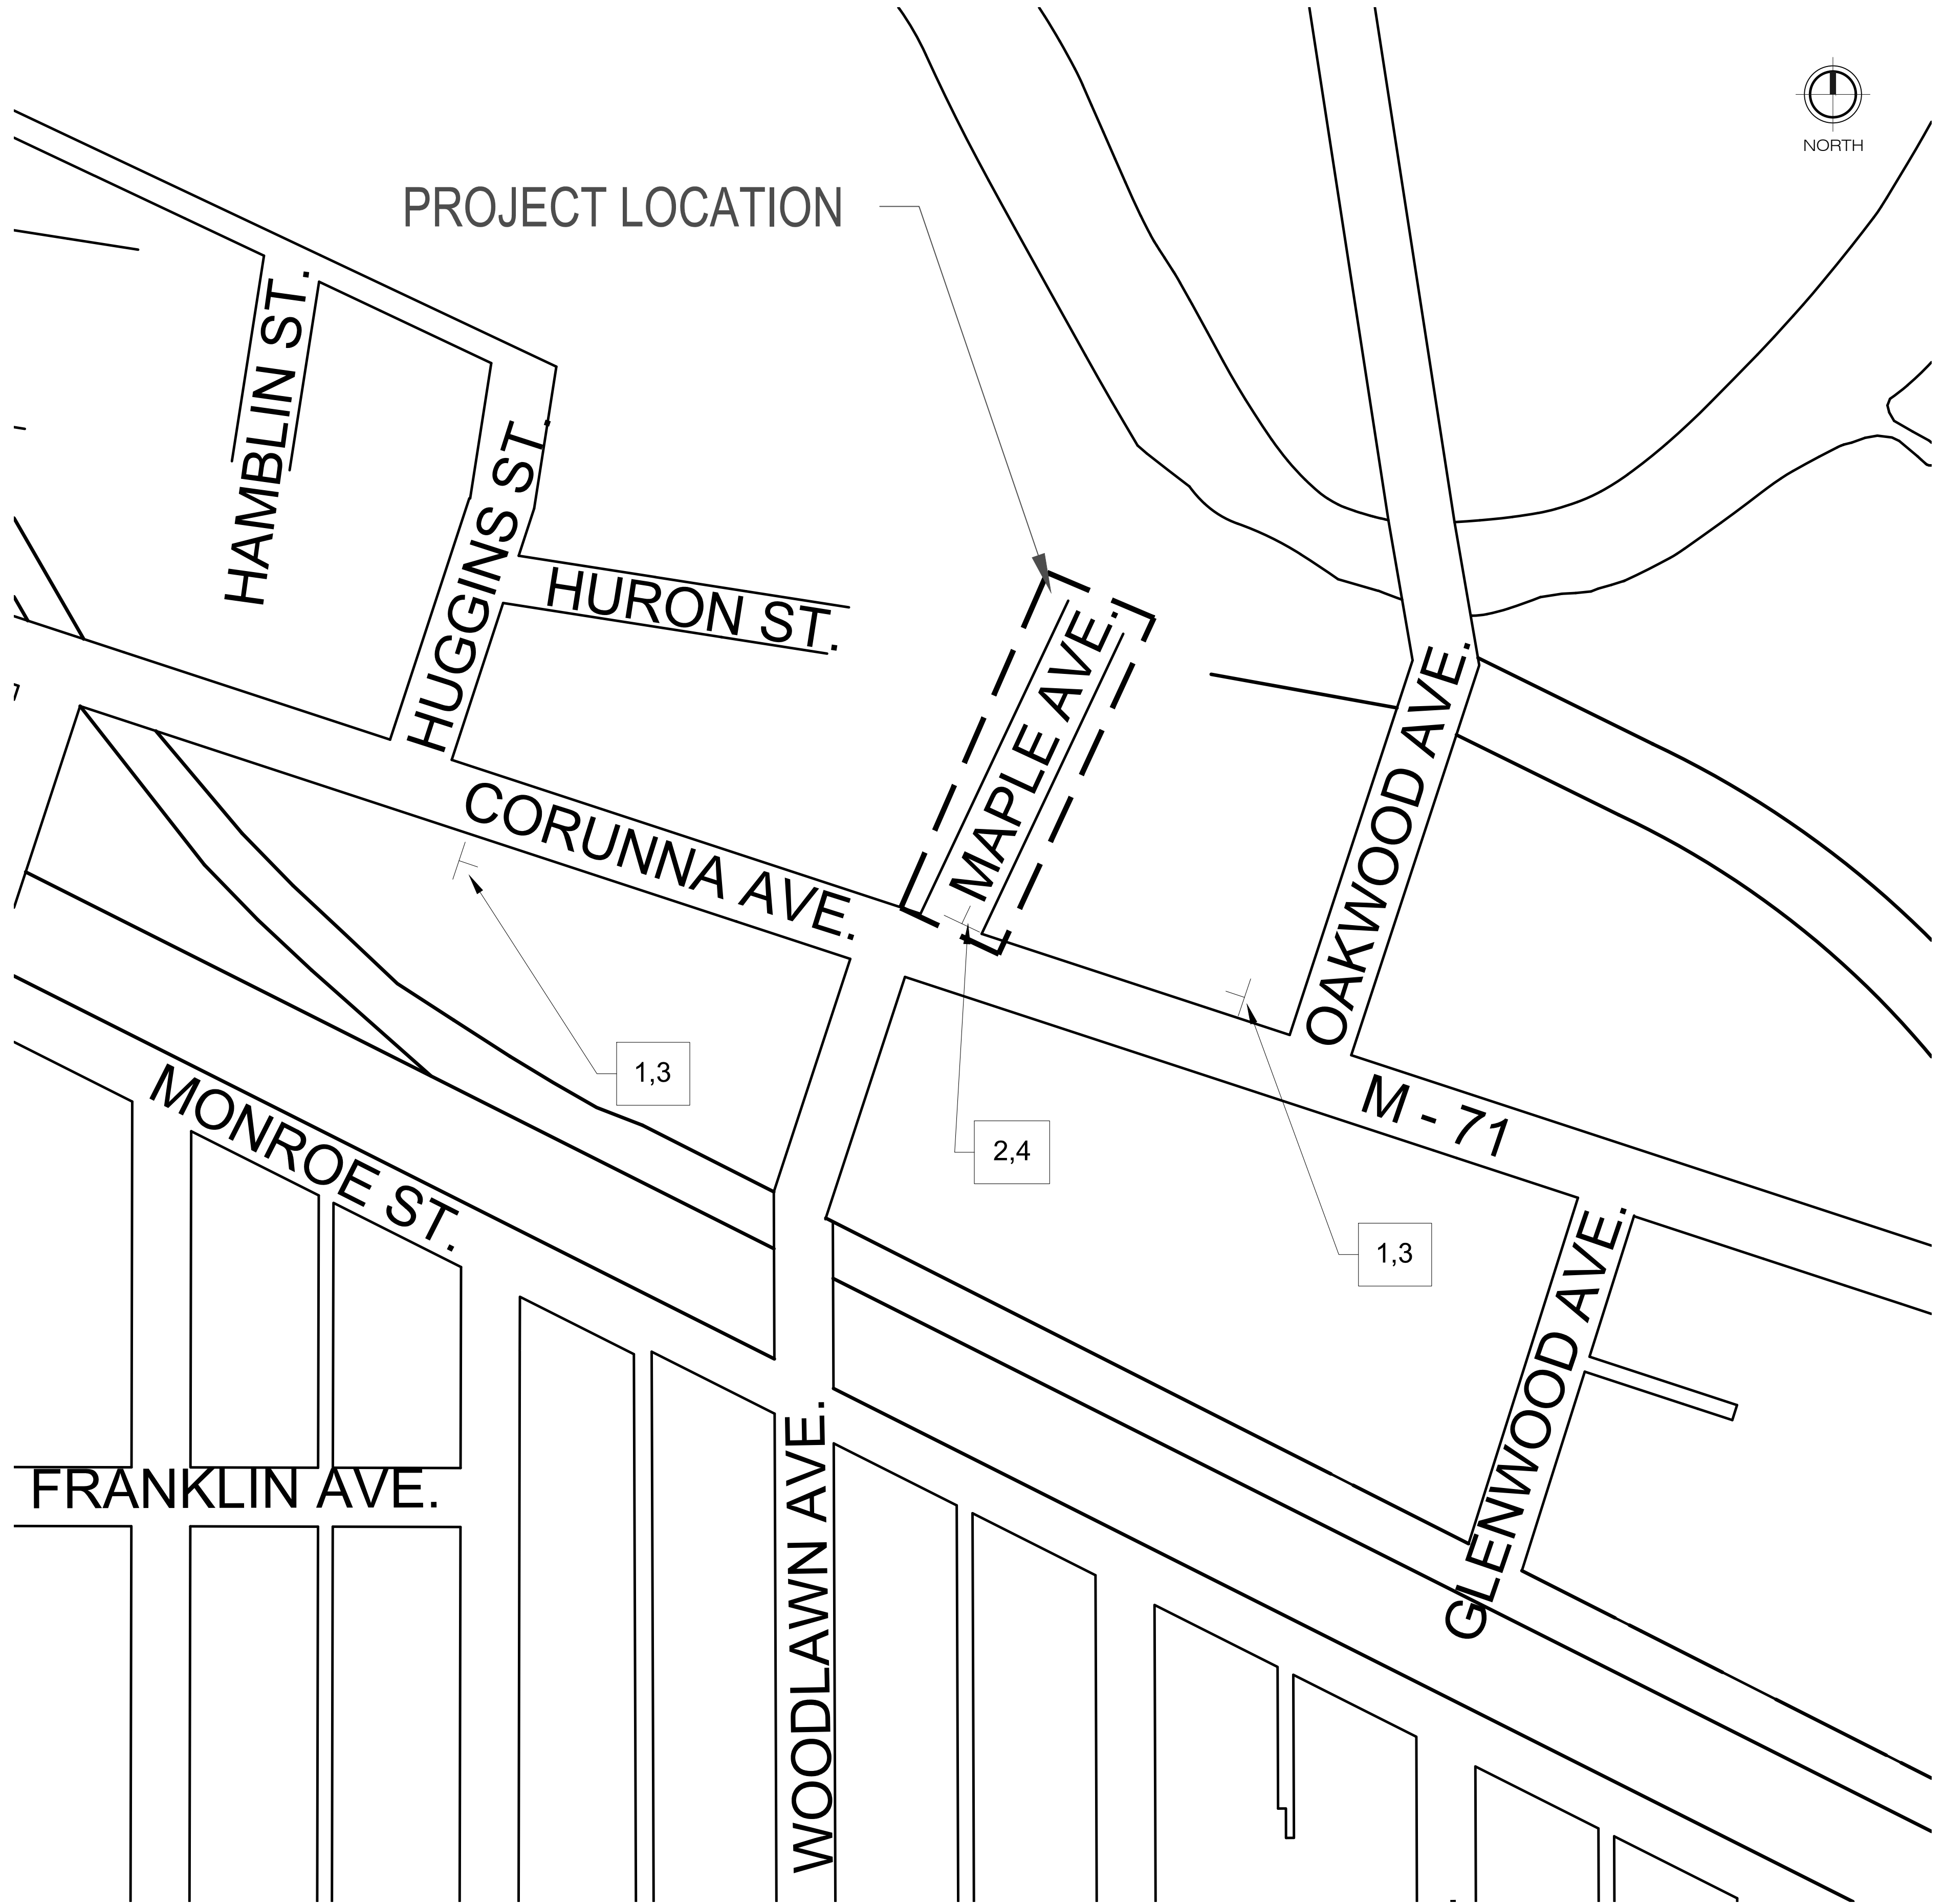 NORTH
PROJECT LOCATION
HAMBLIN ST.
HUGGINS ST.
HURON ST.
MAPLE AVE.
OAKWOOD AVE.
CORUNNA AVE.
1,3
2,4
M - 71
1,3
MONROE ST.
GLENWOOD AVE.
FRANKLIN AVE.
WOODLAWN AVE.